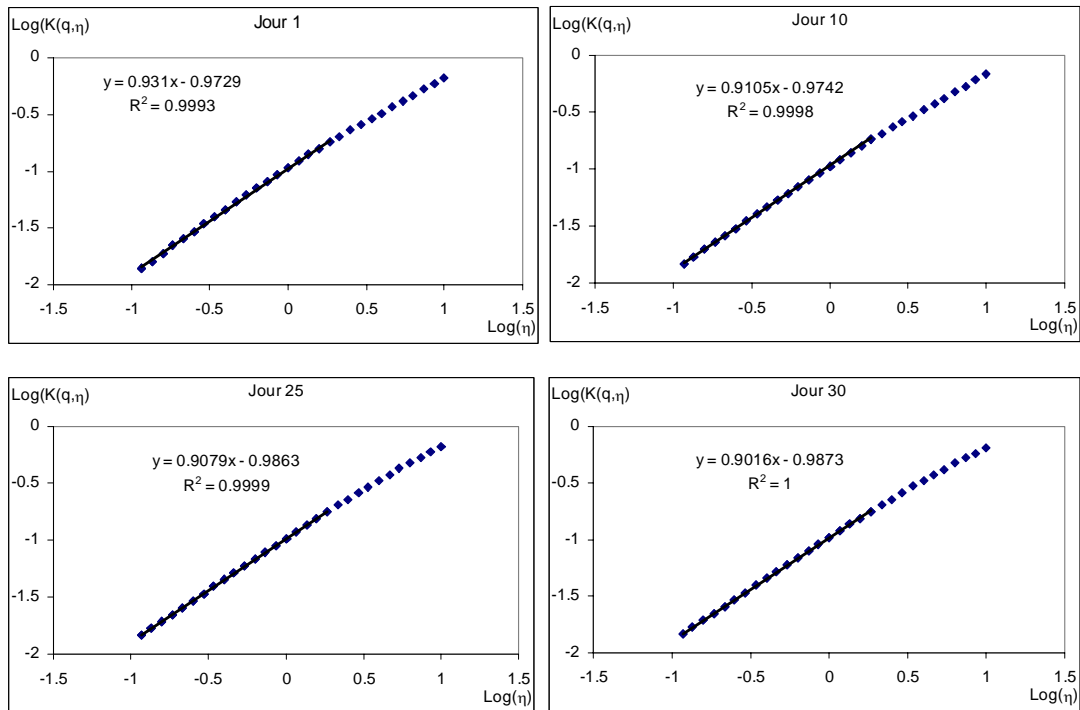 Log(K(q,η)
Jour 1
y = 0.931x - 0.9729
R² = 0.9993
0
-0.5
-1
-1.5
-2
-1.5 -1 -0.5 0 0.5 1 1.5
Log(η)
Log(K(q,η)
Jour 10
y = 0.9105x - 0.9742
R² = 0.9998
0
-0.5
-1
-1.5
-2
-1.5 -1 -0.5 0 0.5 1 1.5
Log(η)
Log(K(q,η)
Jour 25
y = 0.9079x - 0.9863
R² = 0.9999
0
-0.5
-1
-1.5
-2
-1.5 -1 -0.5 0 0.5 1 1.5
Log(η)
Log(K(q,η)
Jour 30
y = 0.9016x - 0.9873
R² = 1
0
-0.5
-1
-1.5
-2
-1.5 -1 -0.5 0 0.5 1 1.5
Log(η)